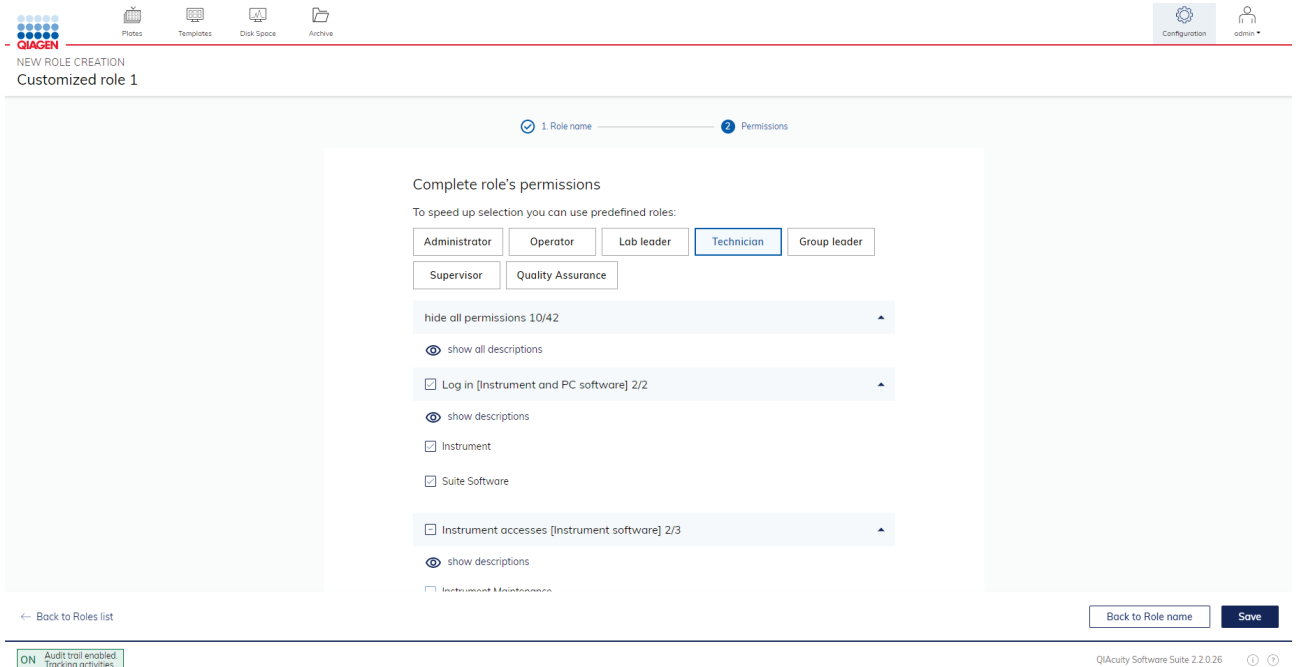 Plates Templates Disk Space Archive Configuration admin
QIAGEN
NEW ROLE CREATION
Customized role 1
1. Role name 2 Permissions
Complete role's permissions
To speed up selection you can use predefined roles:
Administrator Operator Lab leader Technician Group leader
Supervisor Quality Assurance
hide all permissions 10/42
show all descriptions
Log in [Instrument and PC software] 2/2
show descriptions
Instrument
Suite Software
Instrument accesses [Instrument software] 2/3
show descriptions
Instrument Maintenance
← Back to Roles list Back to Role name Save
ON Audit trail enabled.
Tracking activities
QIAcuity Software Suite 2.2.0.26 i ?